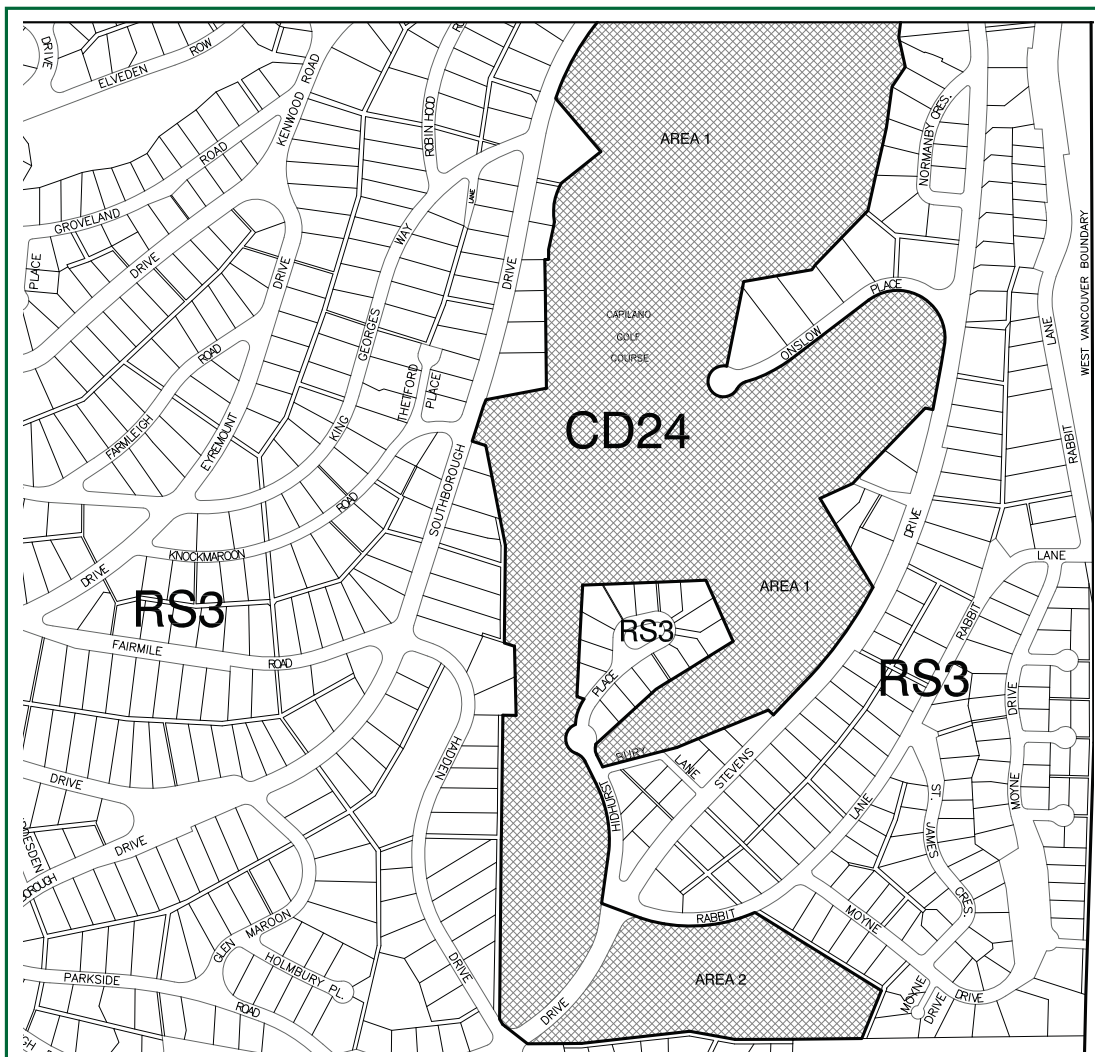 DRIVE
ELVEDEN ROW
KENWOOD ROAD
ROBIN HOOD
LANE
AREA 1
NORMANBY CRES.
GROVELAND ROAD
PLACE
DRIVE
DRIVE
WAY
GEORGES
KING
DRIVE
WEST VANCOUVER BOUNDARY
LANE
RABBIT
ONSLOW PLACE
CAPILANO
GOLF
COURSE
FARMLEIGH ROAD
EYREMOUNT
THETFORD
PLACE
CD24
SOUTHBOROUGH
KNOCKMAROON ROAD
DRIVE
DRIVE
LANE
RS3
AREA 1
RS3
RABBIT
RS3
FAIRMILE ROAD
PLACE
DRIVE
MOYNE
HADDEN
BURY
LANE
STEVENS
HIDHURST
DRIVE
DRIVE
LANE
ST. JAMES CRES.
GLEN MAROON
HOLMBURY PL.
RABBIT
MOYNE
DRIVE
PARKSIDE
ROAD
DRIVE
DRIVE
AREA 2
MOYNE
DRIVE